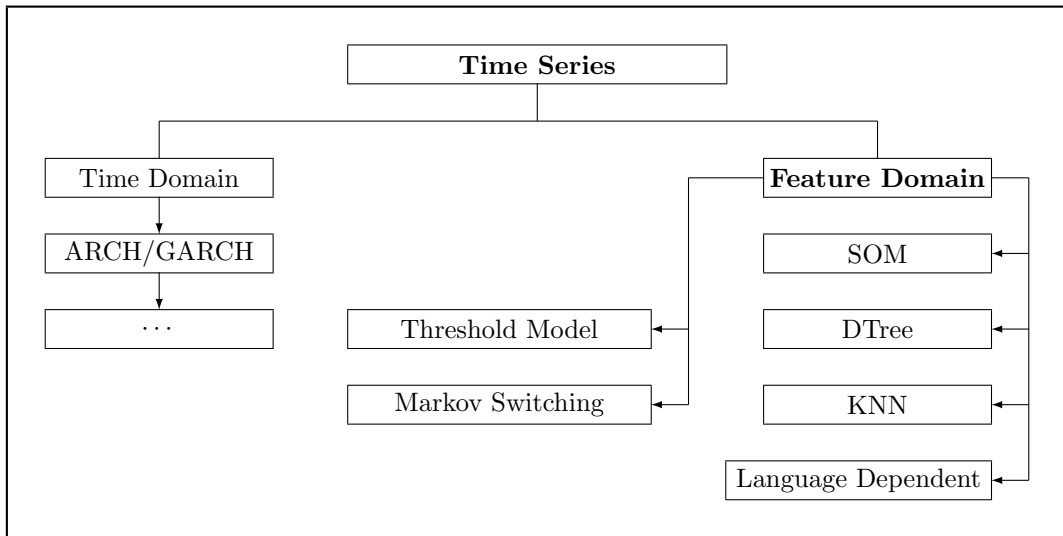 Time Series
Time Domain
Feature Domain
ARCH/GARCH
SOM
...
Threshold Model
DTree
Markov Switching
KNN
Language Dependent